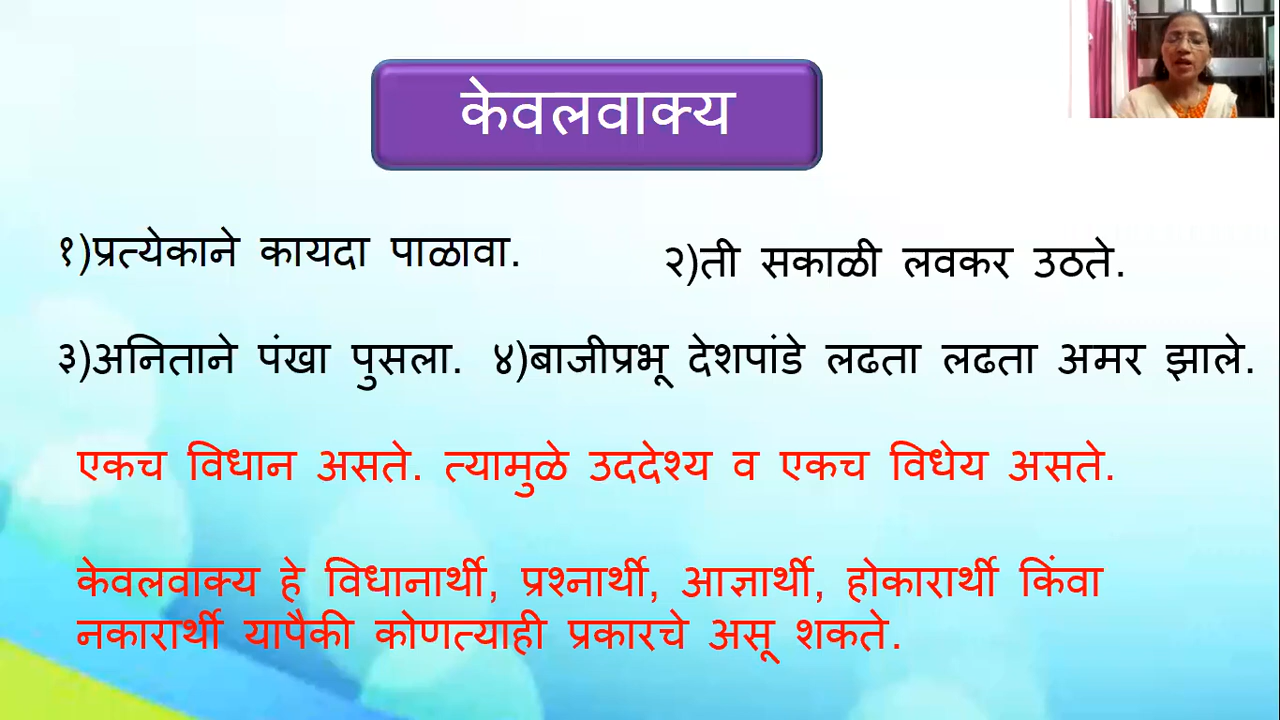 केवलवाक्य
१)प्रत्येकाने कायदा पाळावा.
२)ती सकाळी लवकर उठते.
३)अनिताने पंखा पुसला. ४)बाजीप्रभू देशपांडे लढता लढता अमर झाले.
एकच विधान असते. त्यामुळे उददेश्य व एकच विधेय असते.
केवलवाक्य हे विधानार्थी, प्रश्नार्थी, आज्ञार्थी, होकारार्थी किंवा
नकारार्थी यापैकी कोणत्याही प्रकारचे असू शकते.